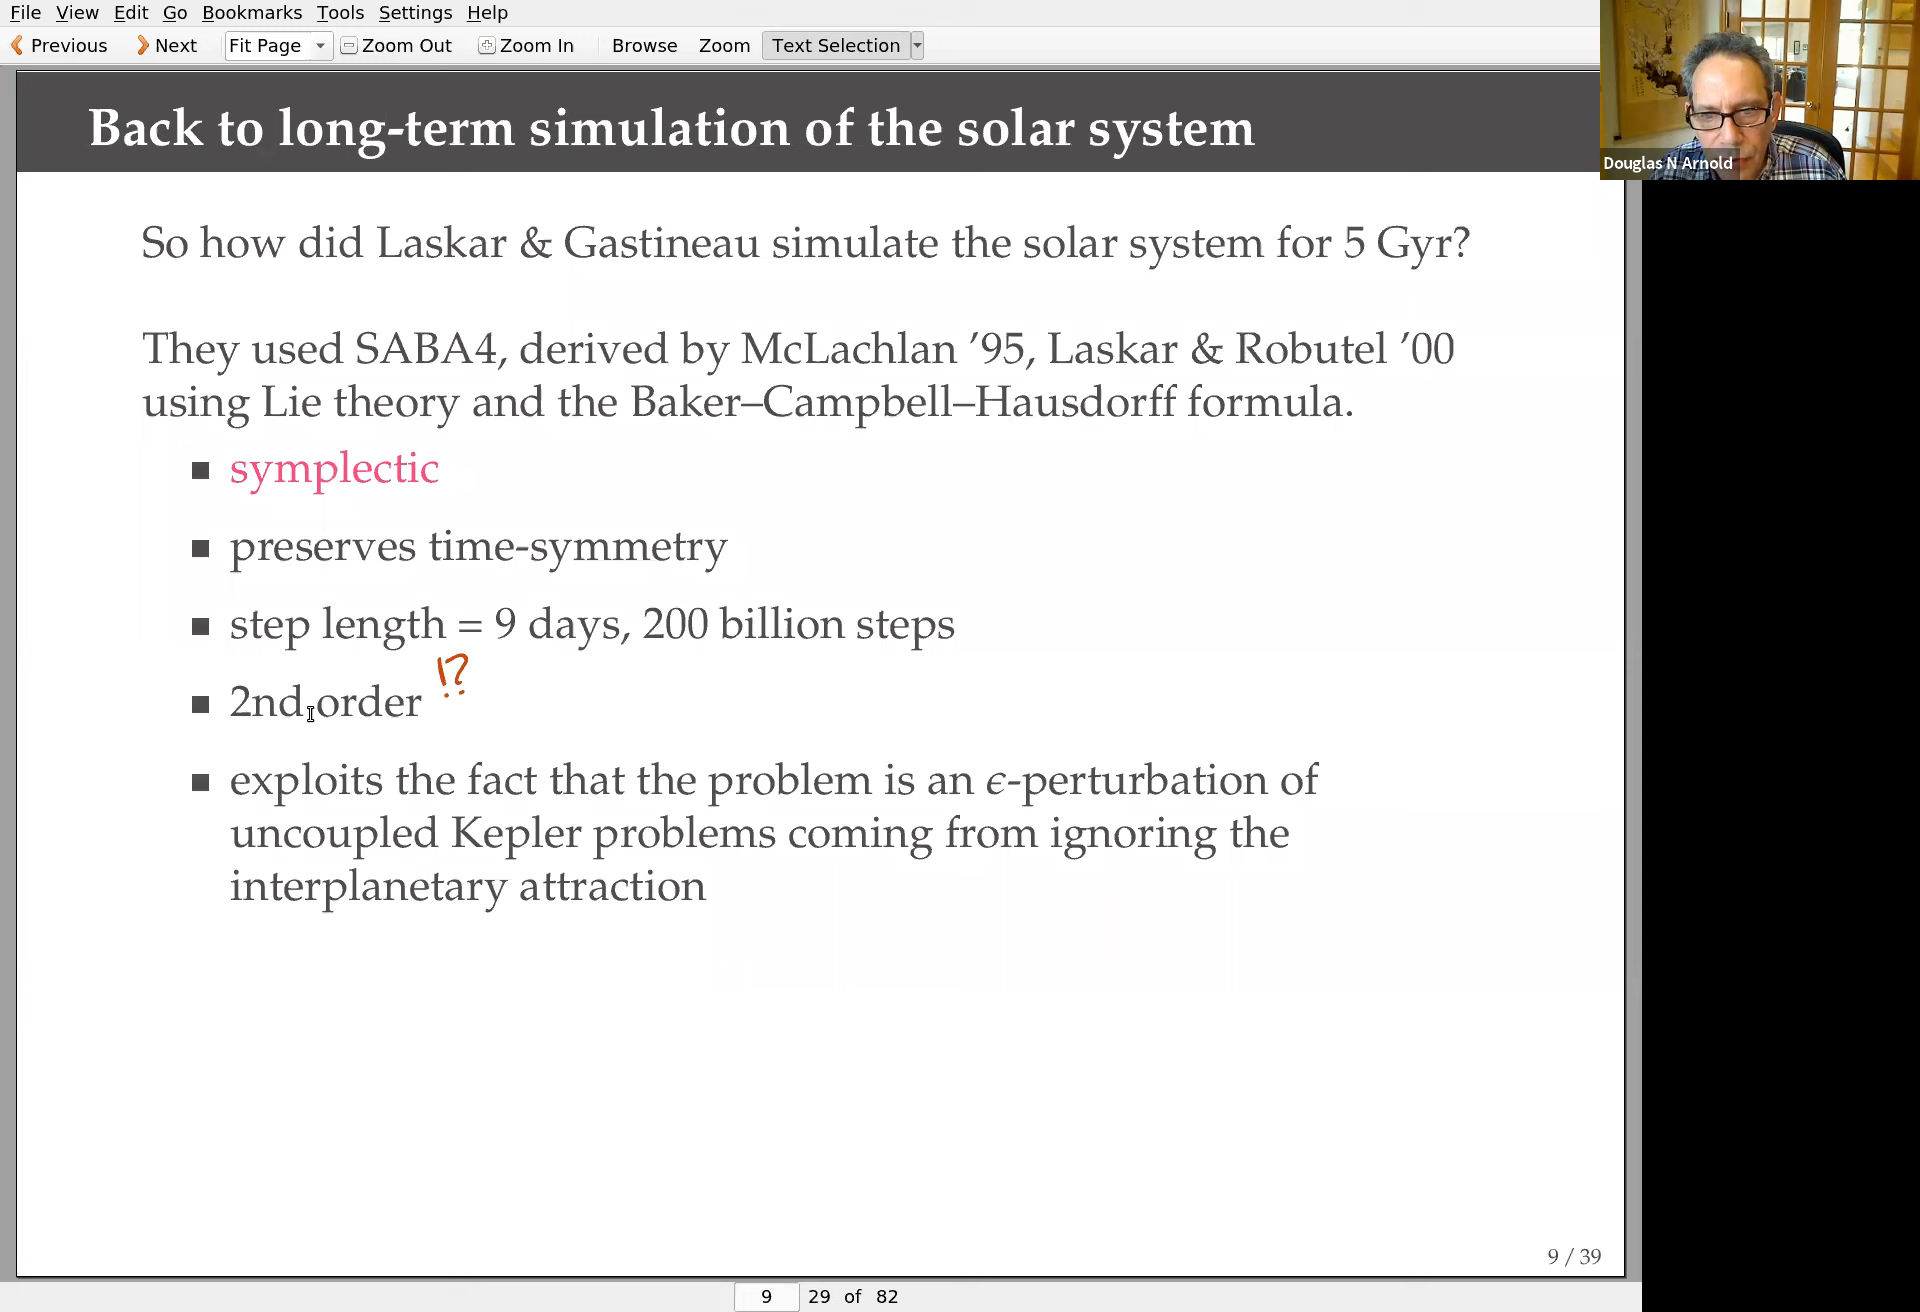 File View Edit Go Bookmarks Tools Settings Help
Previous Next Fit Page Zoom Out Zoom In Browse Zoom Text Selection
Douglas N Arnold
Back to long-term simulation of the solar system
So how did Laskar & Gastineau simulate the solar system for 5 Gyr?
They used SABA4, derived by McLachlan ’95, Laskar & Robutel ’00
using Lie theory and the Baker–Campbell–Hausdorff formula.
■ symplectic
■ preserves time-symmetry
■ step length = 9 days, 200 billion steps
■ 2nd order !?
■ exploits the fact that the problem is an ϵ-perturbation of
uncoupled Kepler problems coming from ignoring the
interplanetary attraction
9 / 39
9 29 of 82